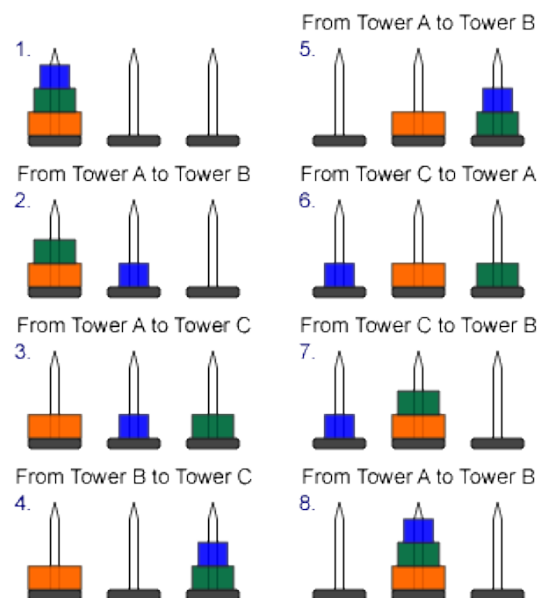 1.
From Tower A to Tower B
2.
From Tower A to Tower C
3.
From Tower B to Tower C
4.
From Tower A to Tower B
5.
From Tower C to Tower A
6.
From Tower C to Tower B
7.
From Tower A to Tower B
8.